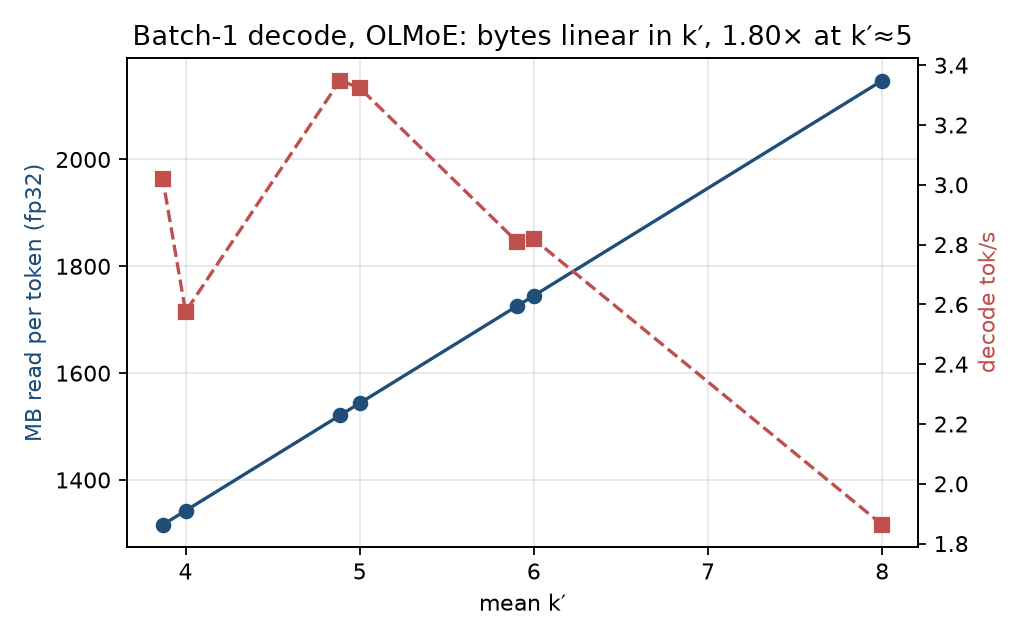 Batch-1 decode, OLMoE: bytes linear in k′, 1.80× at k′≈5
MB read per token (fp32)
2000
1800
1600
1400
3.4
3.2
3.0
2.8
2.6
2.4
2.2
2.0
1.8
decode tok/s
4 5 6 7 8
mean k′